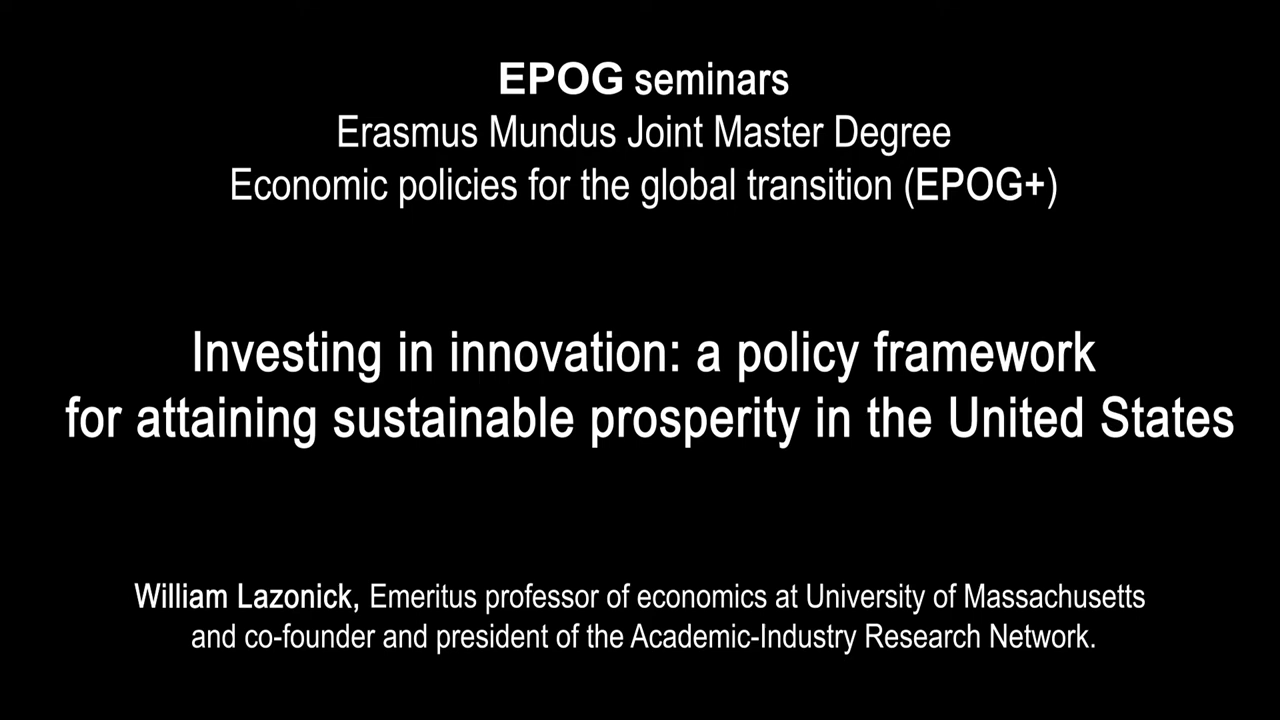 EPOG seminars
Erasmus Mundus Joint Master Degree
Economic policies for the global transition (EPOG+)
Investing in innovation: a policy framework
for attaining sustainable prosperity in the United States
William Lazonick, Emeritus professor of economics at University of Massachusetts
and co-founder and president of the Academic-Industry Research Network.